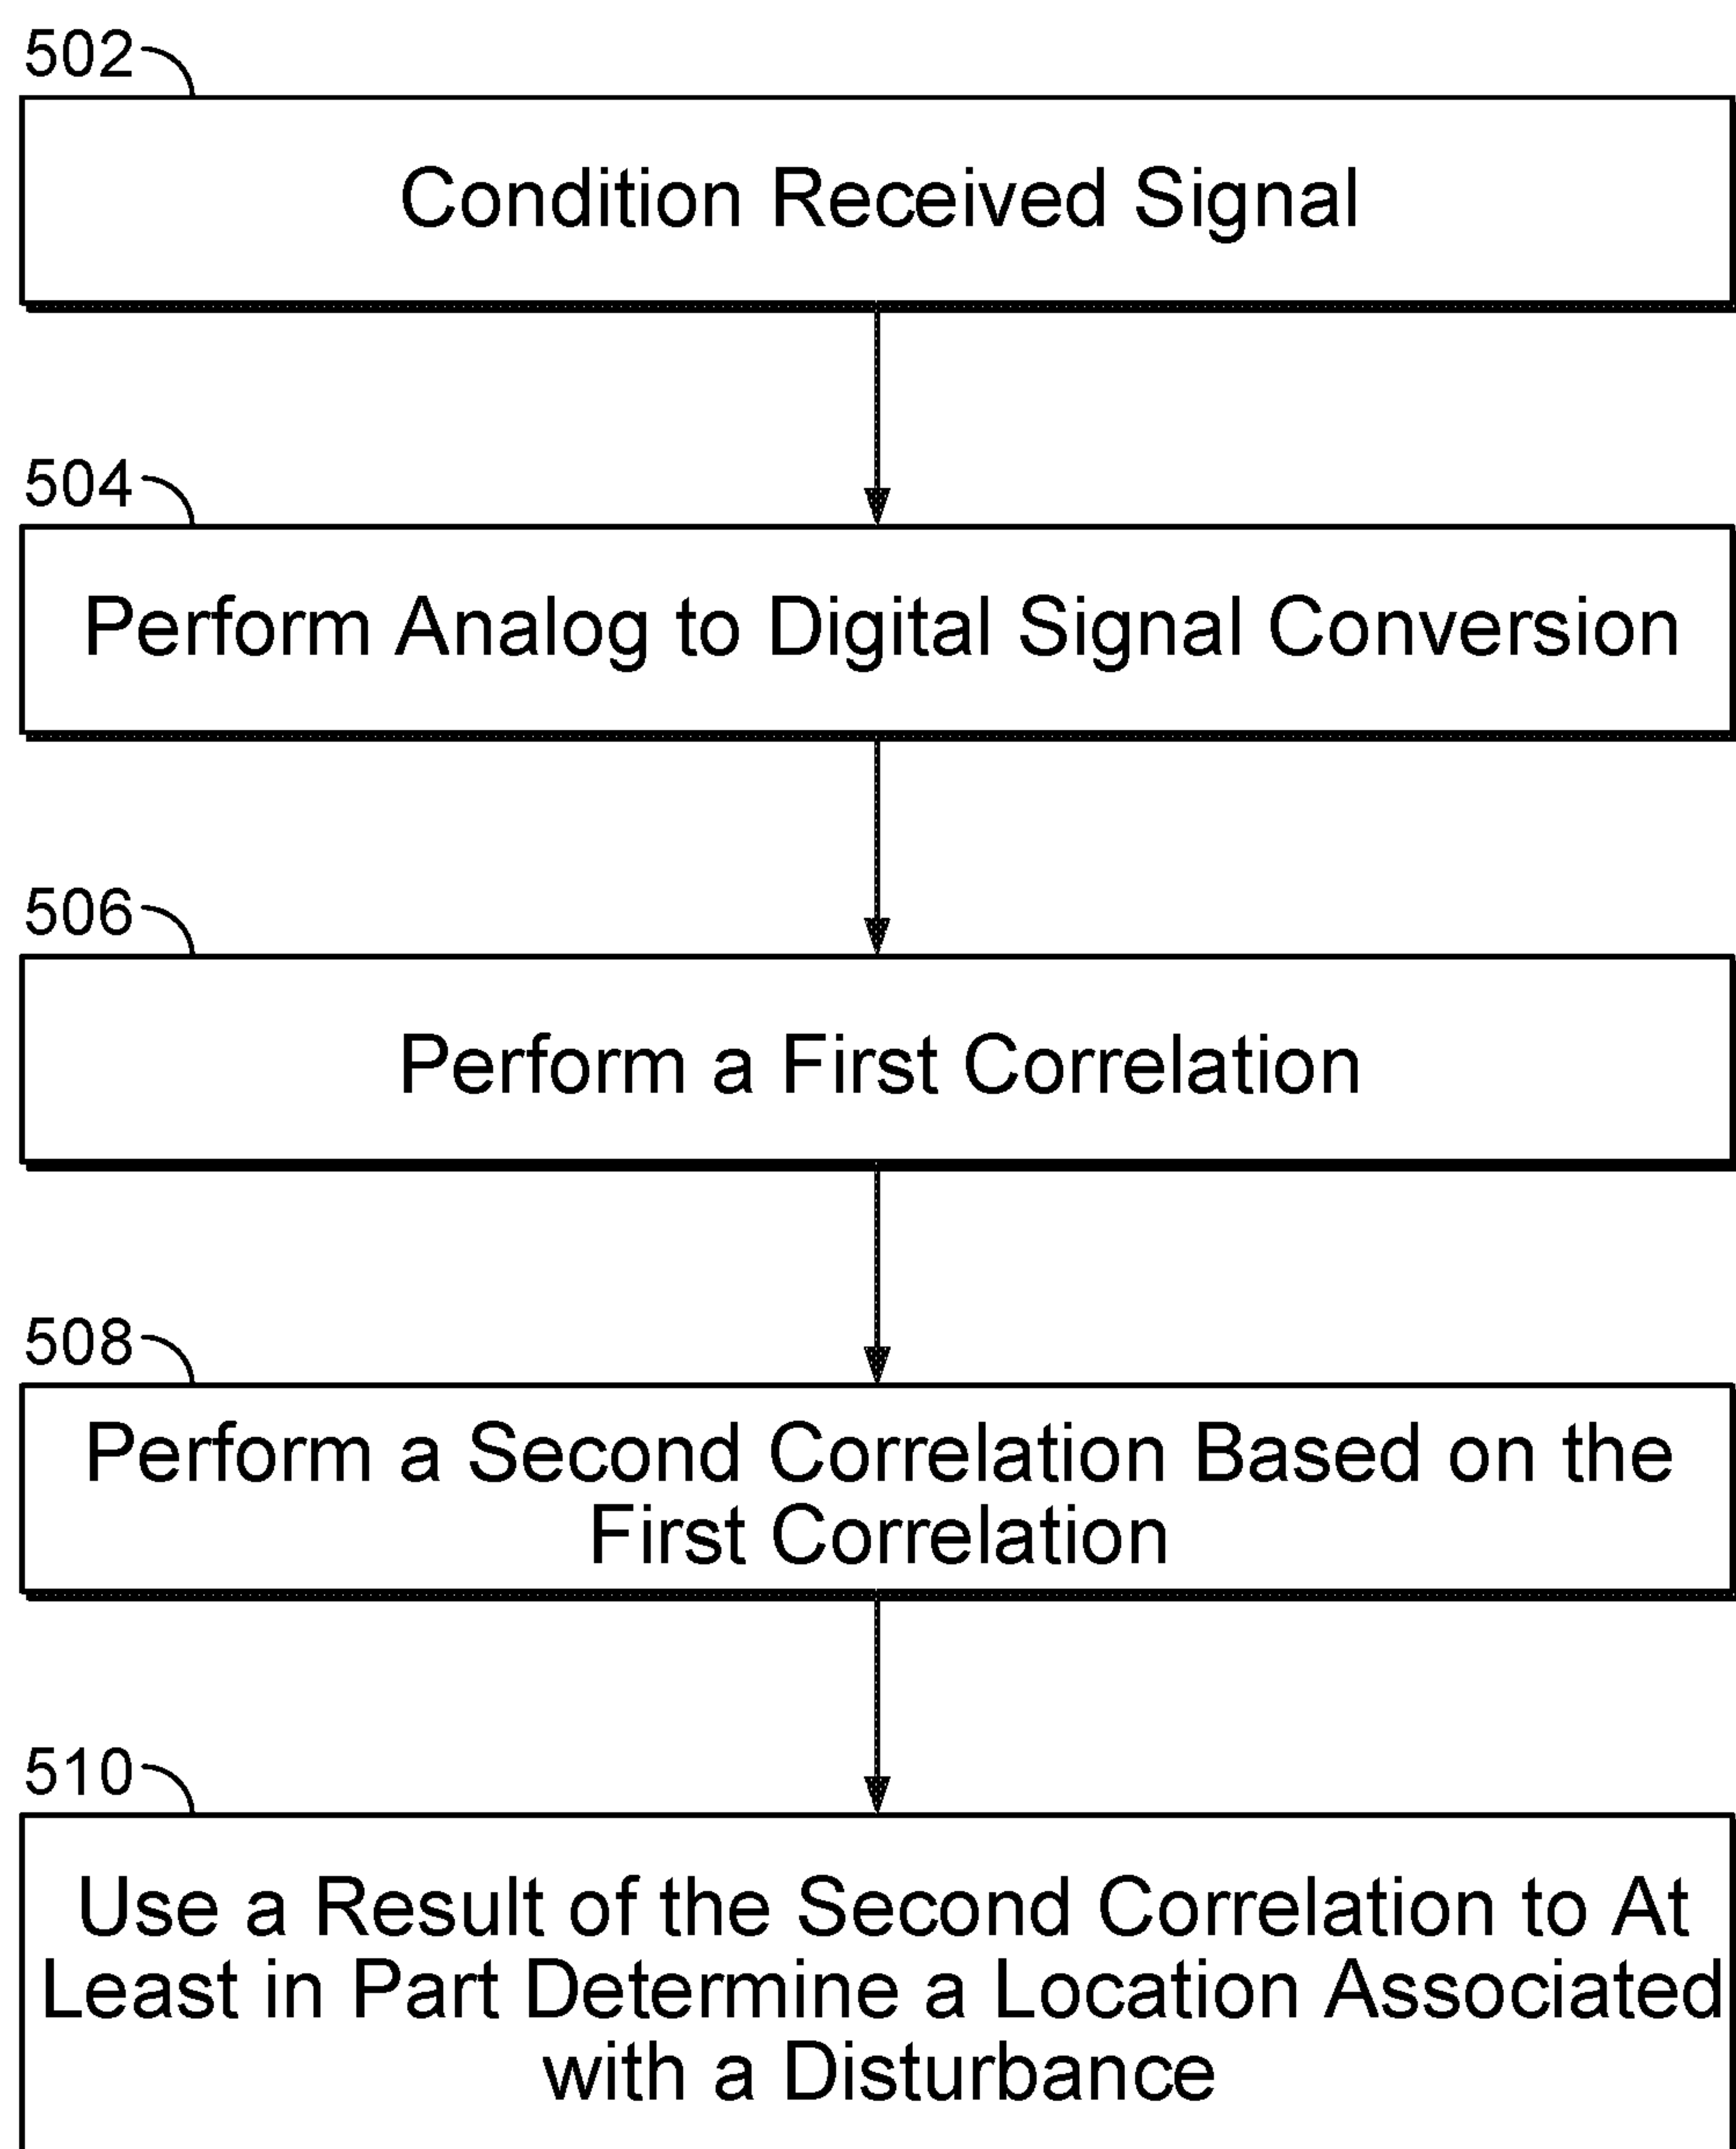 502
Condition Received Signal
504
Perform Analog to Digital Signal Conversion
506
Perform a First Correlation
508
Perform a Second Correlation Based on the
First Correlation
510
Use a Result of the Second Correlation to At
Least in Part Determine a Location Associated
with a Disturbance